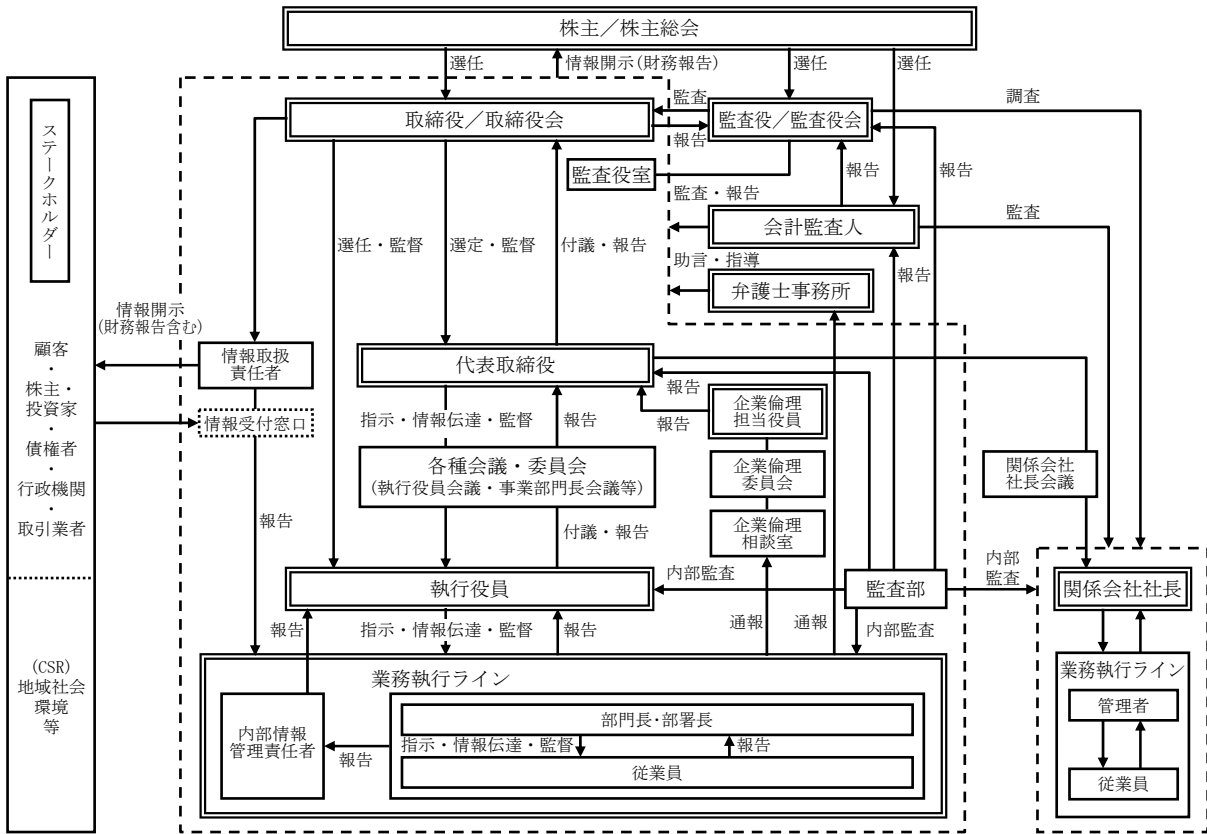 株主／株主総会
選任
情報開示(財務報告)
選任
選任
ステークホルダー
取締役／取締役会
監査
報告
監査役／監査役会
調査
監査役室
報告
報告
監査・報告
会計監査人
監査
選任・監督
選定・監督
付議・報告
助言・指導
報告
弁護士事務所
情報開示
(財務報告含む)
顧客
・
株主・
投資家
・
債権者
・
行政機関
・
取引業者
情報取扱
責任者
代表取締役
報告
情報受付窓口
指示・情報伝達・監督
報告
報告
企業倫理
担当役員
各種会議・委員会
(執行役員会議・事業部門長会議等)
企業倫理
委員会
関係会社
社長会議
報告
付議・報告
企業倫理
相談室
執行役員
内部監査
監査部
内部
監査
関係会社社長
報告
指示・情報伝達・監督
報告
通報
通報
内部監査
(CSR)
地域社会
環境
等
業務執行ライン
業務執行ライン
内部情報
管理責任者
報告
部門長・部署長
指示・情報伝達・監督
報告
従業員
管理者
従業員